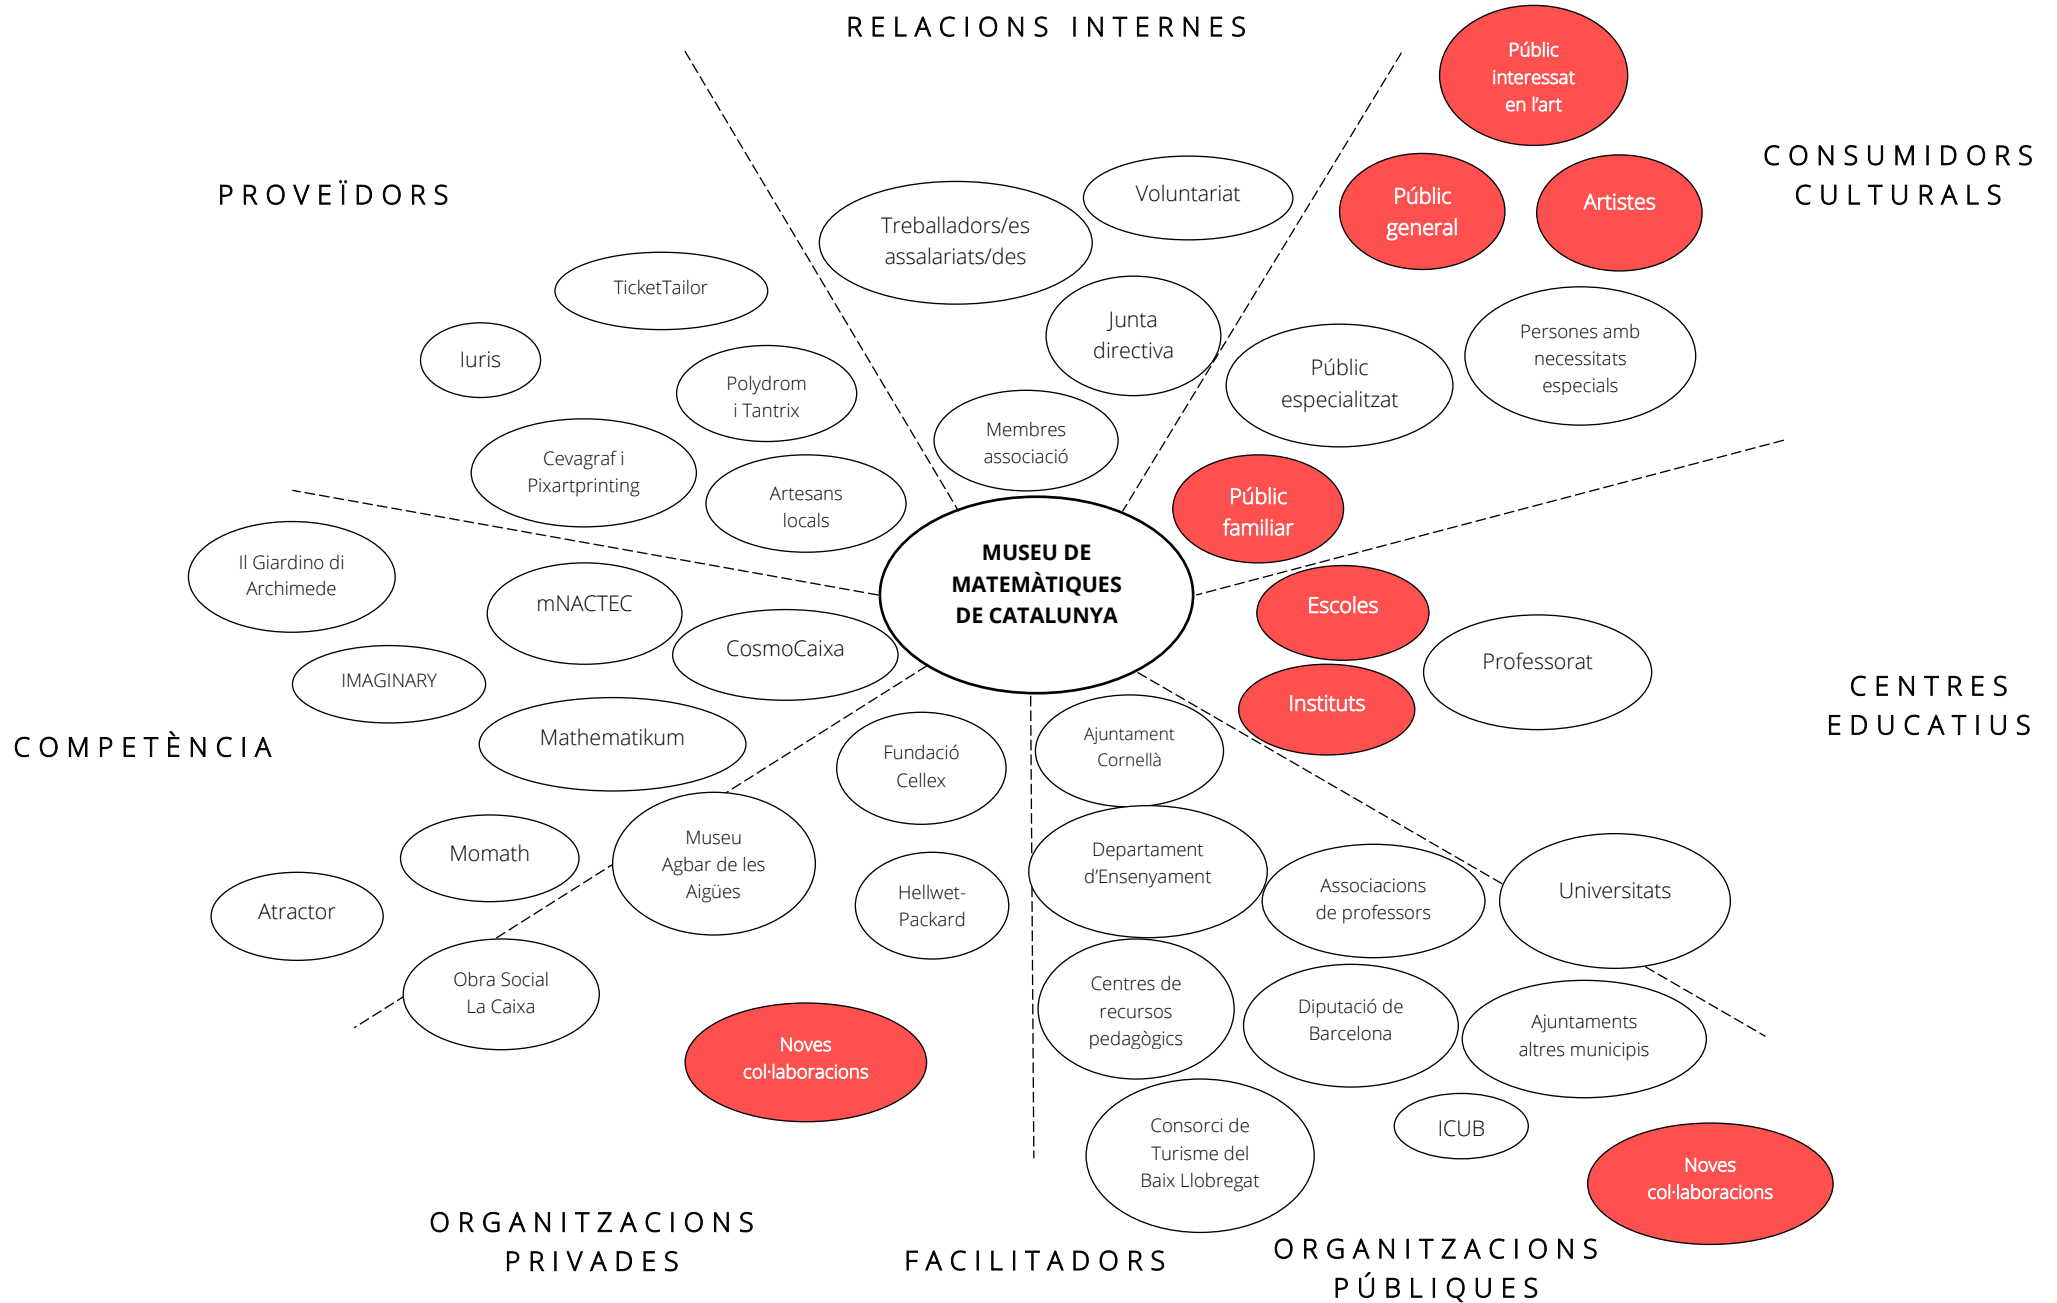 RELACIONS INTERNES
Públic
interessat
en l'art
CONSUMIDORS
CULTURALS
PROVEÏDORS
Voluntariat
Treballadors/es
assalariats/des
Públic
general
Artistes
TicketTailor
Iuris
Polydrom
i Tantrix
Junta
directiva
Persones amb
necessitats
especials
Públic
especialitzat
Membres
associació
Cevagraf i
Pixartprinting
Artesans
locals
Públic
familiar
MUSEU DE
MATEMÀTIQUES
DE CATALUNYA
Il Giardino di
Archimede
mNACTEC
CosmoCaixa
IMAGINARY
Mathematikum
COMPETÈNCIA
Momath
Atractor
Escoles
Instituts
Professorat
CENTRES
EDUCATIUS
Universitats
Fundació
Cellex
Museu
Agbar de les
Aigües
Hellwet-
Packard
Obra Social
La Caixa
Noves
col·laboracions
Ajuntament
Cornellà
Departament
d'Ensenyament
Associacions
de professors
Centres de
recursos
pedagògics
Diputació de
Barcelona
Ajuntaments
altres municipis
Consorci de
Turisme del
Baix Llobregat
ICUB
Noves
col·laboracions
ORGANITZACIONS
PRIVADES
FACILITADORS
ORGANITZACIONS
PÚBLIQUES